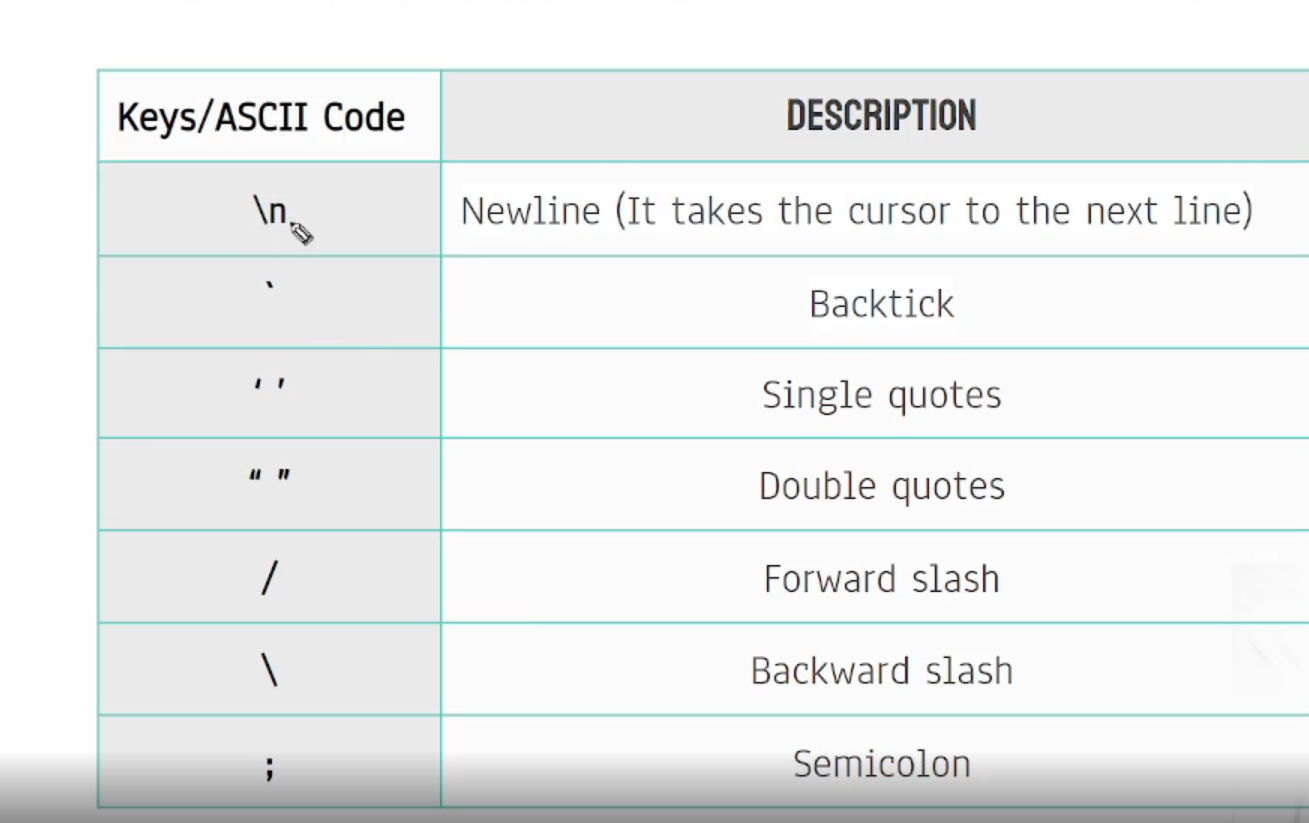 Keys/ASCII Code DESCRIPTION
\n Newline (It takes the cursor to the next line)
` Backtick
‘ ’ Single quotes
“ ” Double quotes
/ Forward slash
\ Backward slash
; Semicolon